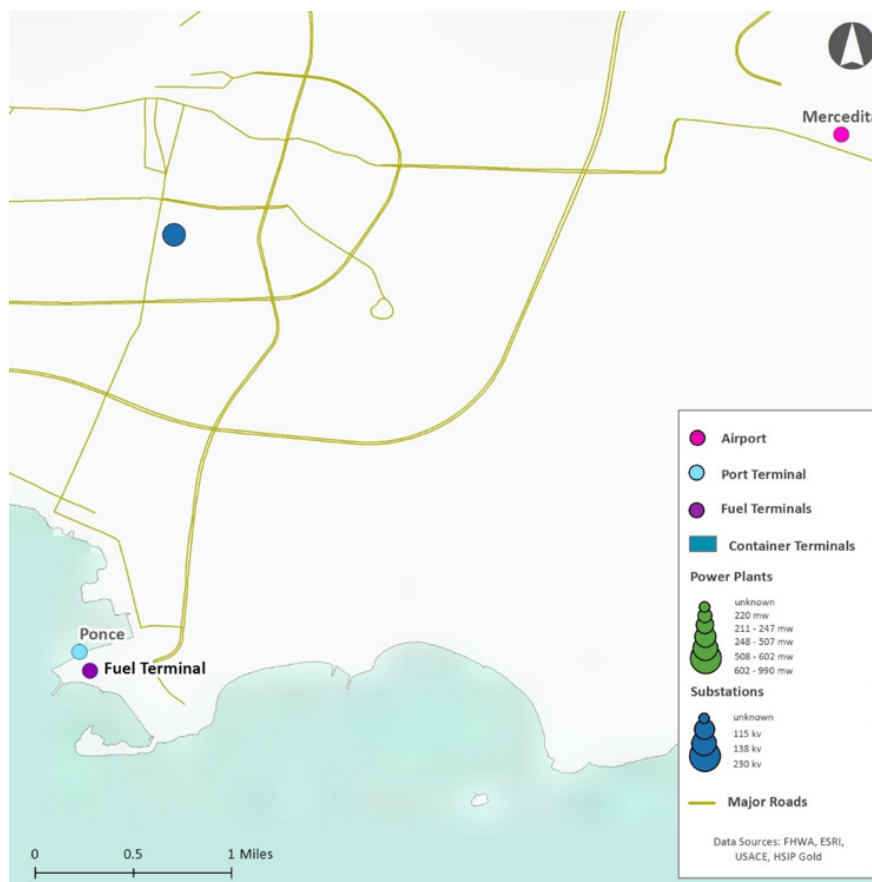 Mercedita
Ponce
Fuel Terminal
Airport
Port Terminal
Fuel Terminals
Container Terminals
Power Plants
unknown
220 mw
211 - 247 mw
248 - 507 mw
508 - 602 mw
602 - 990 mw
Substations
unknown
115 kv
138 kv
230 kv
Major Roads
Data Sources: FHWA, ESRI,
USACE, HSIP Gold
0 0.5 1 Miles